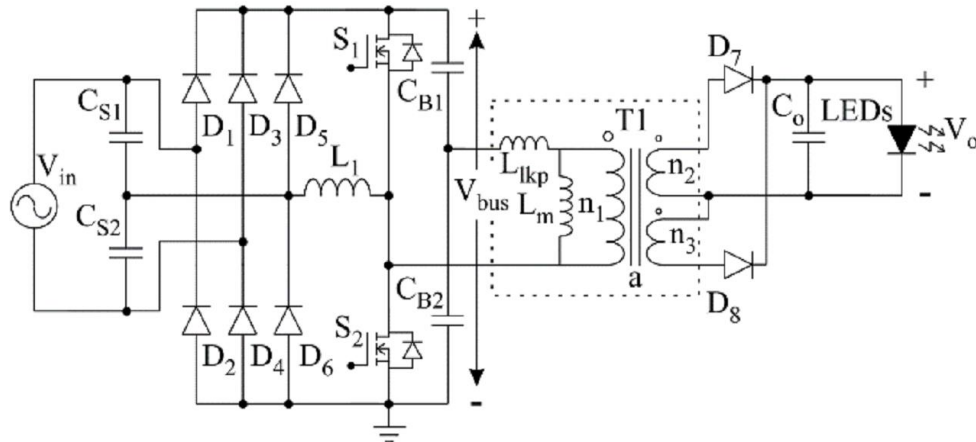 +
S1
D7
CB1
CS1
D1
D3
D5
T1
Co
LEDs
+
Vo
L1
Llkp
n2
Vin
Vbus
Lm
n1
-
CS2
n3
a
CB2
D8
S2
D2
D4
D6
-